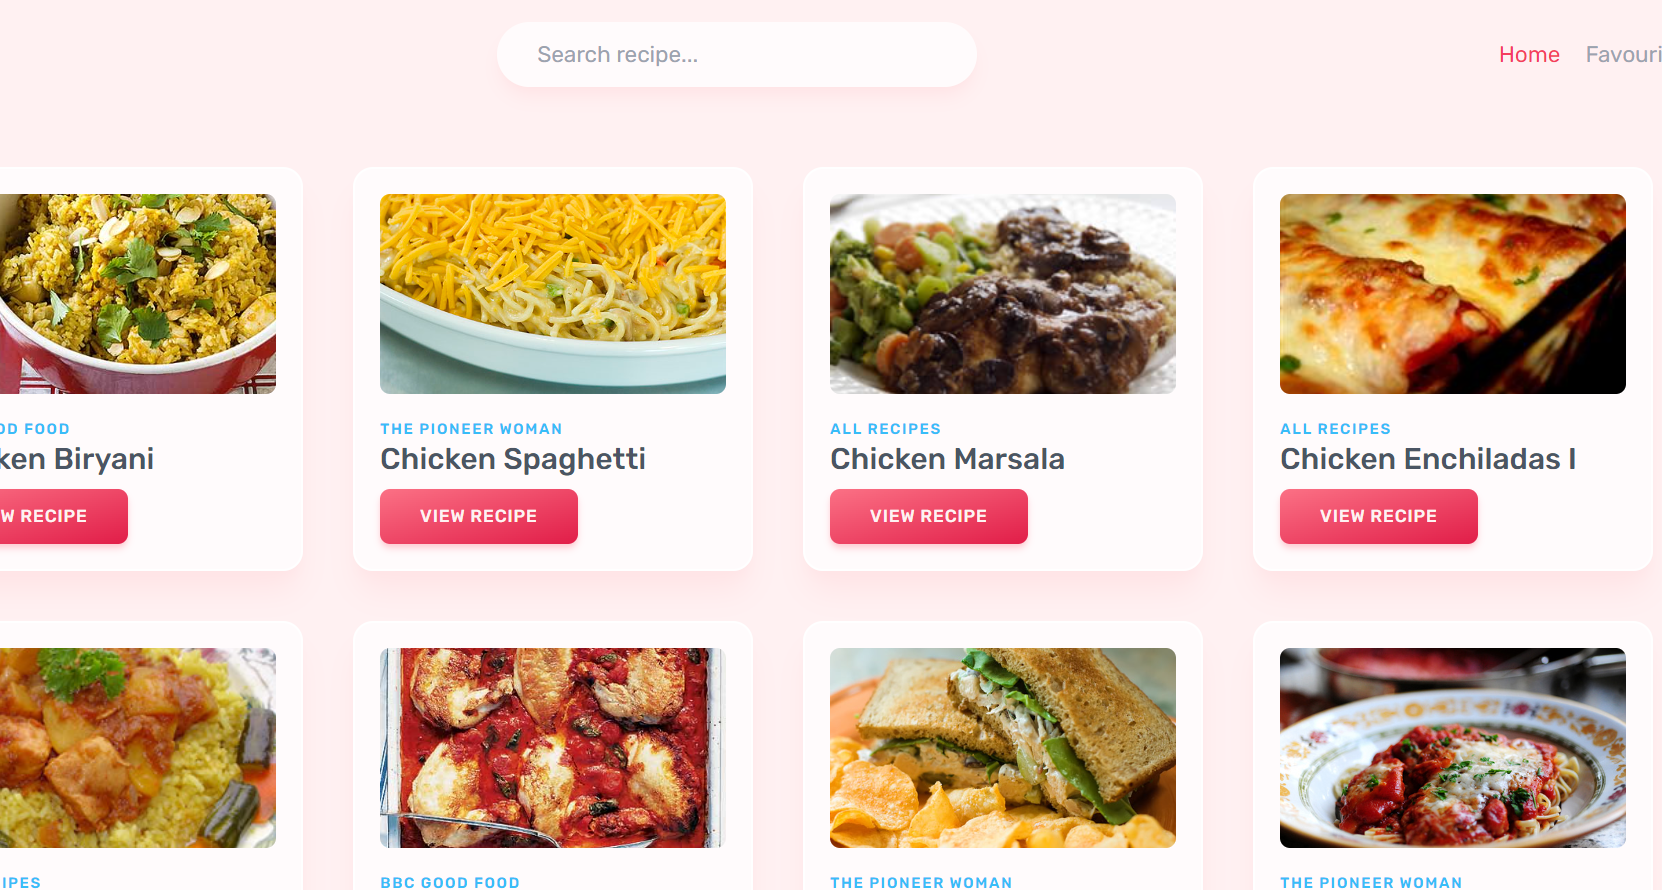 Search recipe...
Home Favouri
OD FOOD
ken Biryani
W RECIPE
THE PIONEER WOMAN
Chicken Spaghetti
VIEW RECIPE
ALL RECIPES
Chicken Marsala
VIEW RECIPE
ALL RECIPES
Chicken Enchiladas I
VIEW RECIPE
IPES
BBC GOOD FOOD
THE PIONEER WOMAN
THE PIONEER WOMAN